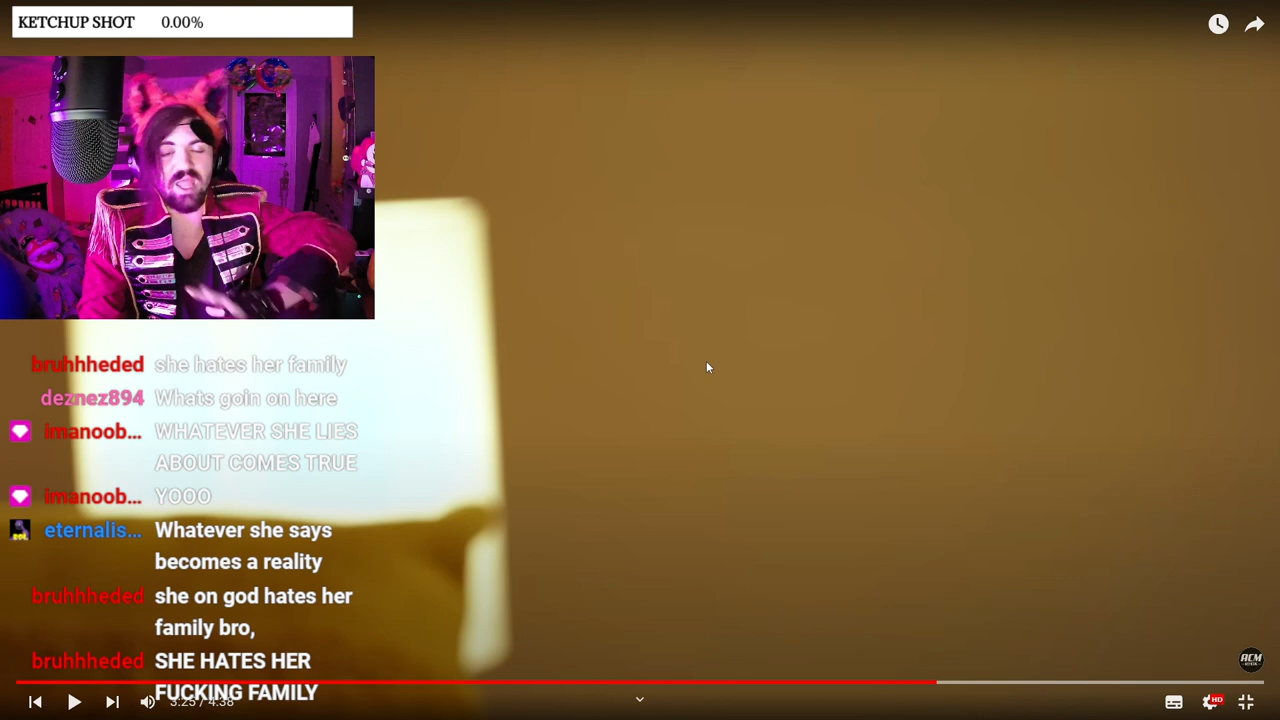 KETCHUP SHOT 0.00%
bruhhheded she hates her family
deznez894 Whats goin on here
imanoob... WHATEVER SHE LIES
ABOUT COMES TRUE
imanoob... YOOO
eternalis... Whatever she says
becomes a reality
bruhhheded she on god hates her
family bro,
bruhhheded SHE HATES HER
FUCKING FAMILY
3:25 / 4:38
HD
ACM